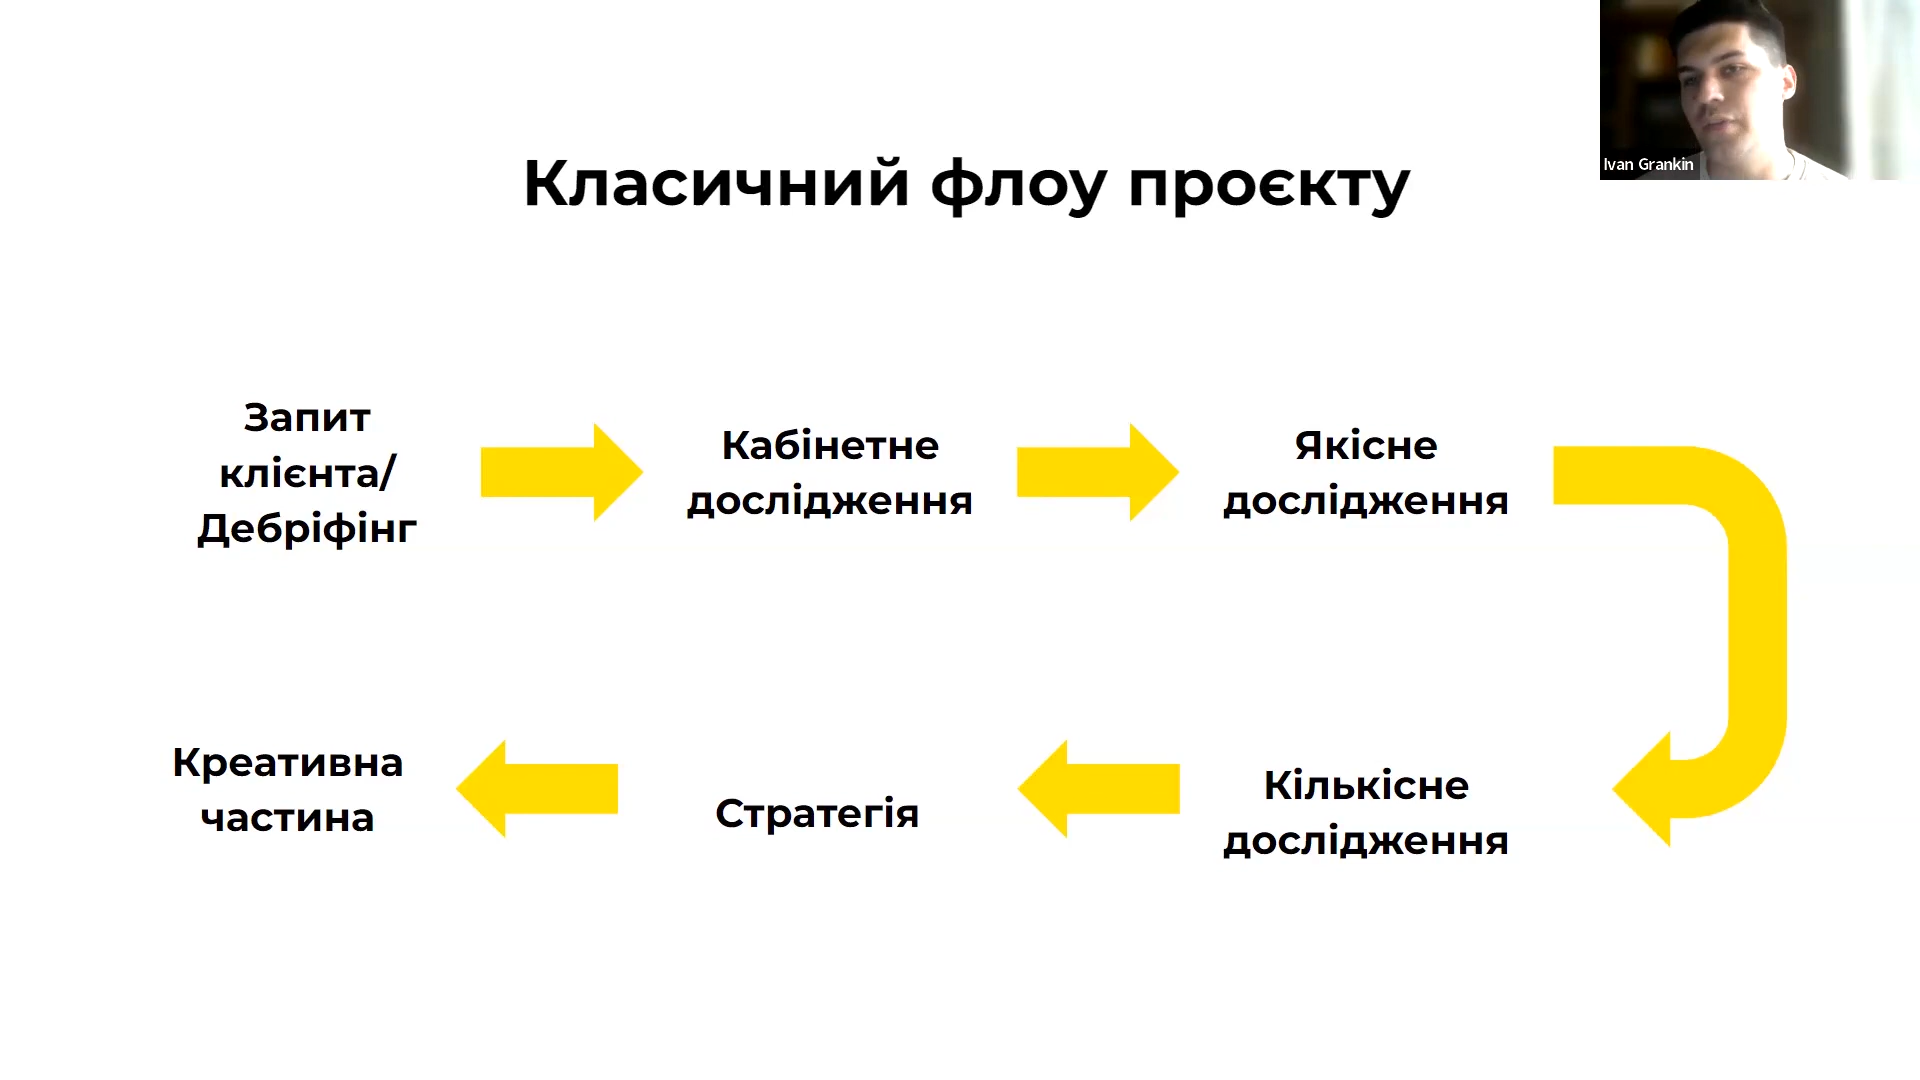 Ivan Grankin
Класичний флоу проєкту
Запит
клієнта/
Дебріфінг
Кабінетне
дослідження
Якісне
дослідження
Кількісне
дослідження
Стратегія
Креативна
частина